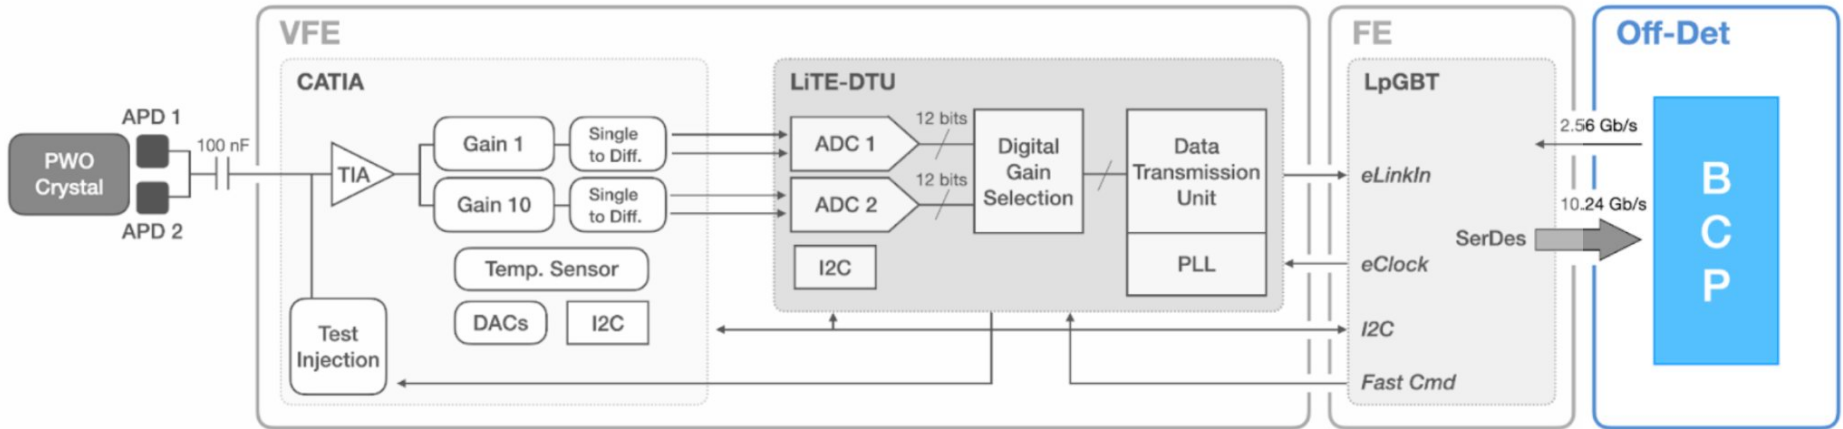 VFE
FE
Off-Det
CATIA
LiTE-DTU
LpGBT
APD 1
PWO
Crystal
APD 2
100 nF
TIA
Gain 1
Single
to Diff.
Gain 10
Single
to Diff.
Temp. Sensor
DACs
I2C
Test
Injection
ADC 1
12 bits
ADC 2
12 bits
I2C
Digital
Gain
Selection
Data
Transmission
Unit
PLL
eLinkIn
SerDes
eClock
I2C
Fast Cmd
2.56 Gb/s
10.24 Gb/s
B
C
P